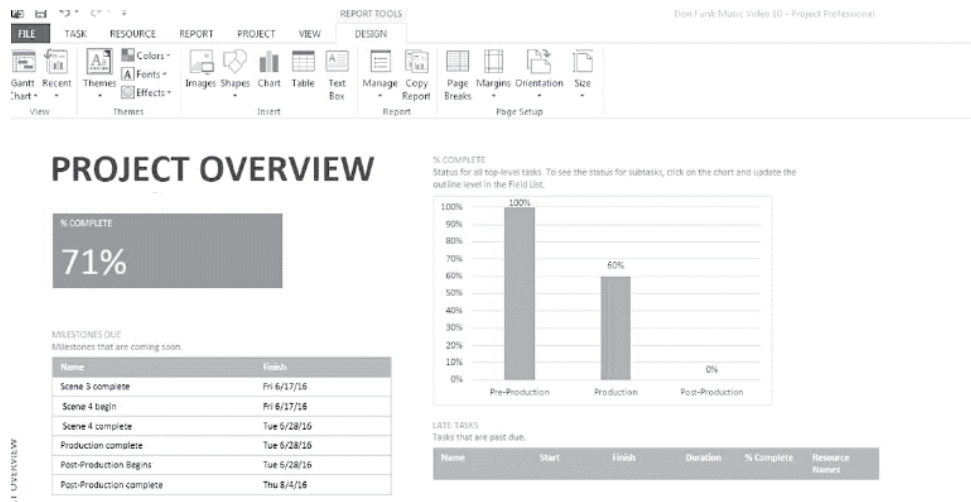 REPORT TOOLS
Don Funk Music Video 10 - Project Professional
FILE TASK RESOURCE REPORT PROJECT VIEW DESIGN
Colors
Fonts
Effects
Gantt Recent Themes Images Shapes Chart Table Text Manage Copy Page Margins Orientation Size
Chart Box Report Breaks
View Themes Insert Report Page Setup
PROJECT OVERVIEW
% COMPLETE
71%
MILESTONES DUE
Milestones that are coming soon.
Name Finish
Scene 3 complete Fri 6/17/16
Scene 4 begin Fri 6/17/16
Scene 4 complete Tue 6/28/16
Production complete Tue 6/28/16
Post-Production Begins Tue 6/28/16
Post-Production complete Thu 8/4/16
% COMPLETE
Status for all top-level tasks. To see the status for subtasks, click on the chart and update the
outline level in the Field List.
100%
90%
80%
70%
60%
50%
40%
30%
20%
10%
0%
100%
60%
0%
Pre-Production Production Post-Production
LATE TASKS
Tasks that are past due.
Name Start Finish Duration % Complete Resource
Names
OVERVIEW